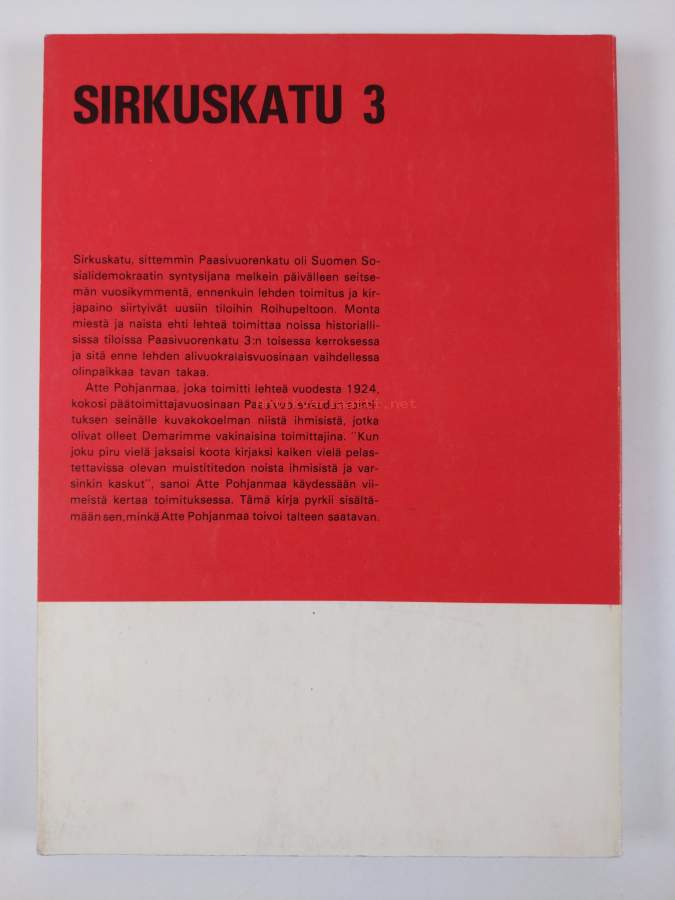 SIRKUSKATU 3
Sirkuskatu, sittemmin Paasivuorenkatu oli Suomen So-
sialidemokraatin syntysijana melkein päivälleen seitse-
män vuosikymmentä, ennenkuin lehden toimitus ja kir-
japaino siirtyivät uusiin tiloihin Roihupeltoon. Monta
miestä ja naista ehti lehteä toimittaa noissa historialli-
sissa tiloissa Paasivuorenkatu 3:n toisessa kerroksessa
ja sitä enne lehden alivuokralaisvuosinaan vaihdellessa
olinpaikkaa tavan takaa.
Atte Pohjanmaa, joka toimitti lehteä vuodesta 1924,
kokosi päätoimittajavuosinaan Paasivuorenkadun toimi-
tuksen seinälle kuvakokoelman niistä ihmisistä, jotka
olivat olleet Demarimme vakinaisina toimittajina. "Kun
joku piru vielä jaksaisi koota kirjaksi kaiken vielä pelas-
tettavissa olevan muistititedon noista ihmisistä ja var-
sinkin kaskut", sanoi Atte Pohjanmaa käydessään vii-
meistä kertaa toimituksessa. Tämä kirja pyrkii sisältä-
mään sen, minkä Atte Pohjanmaa toivoi talteen saatavan.